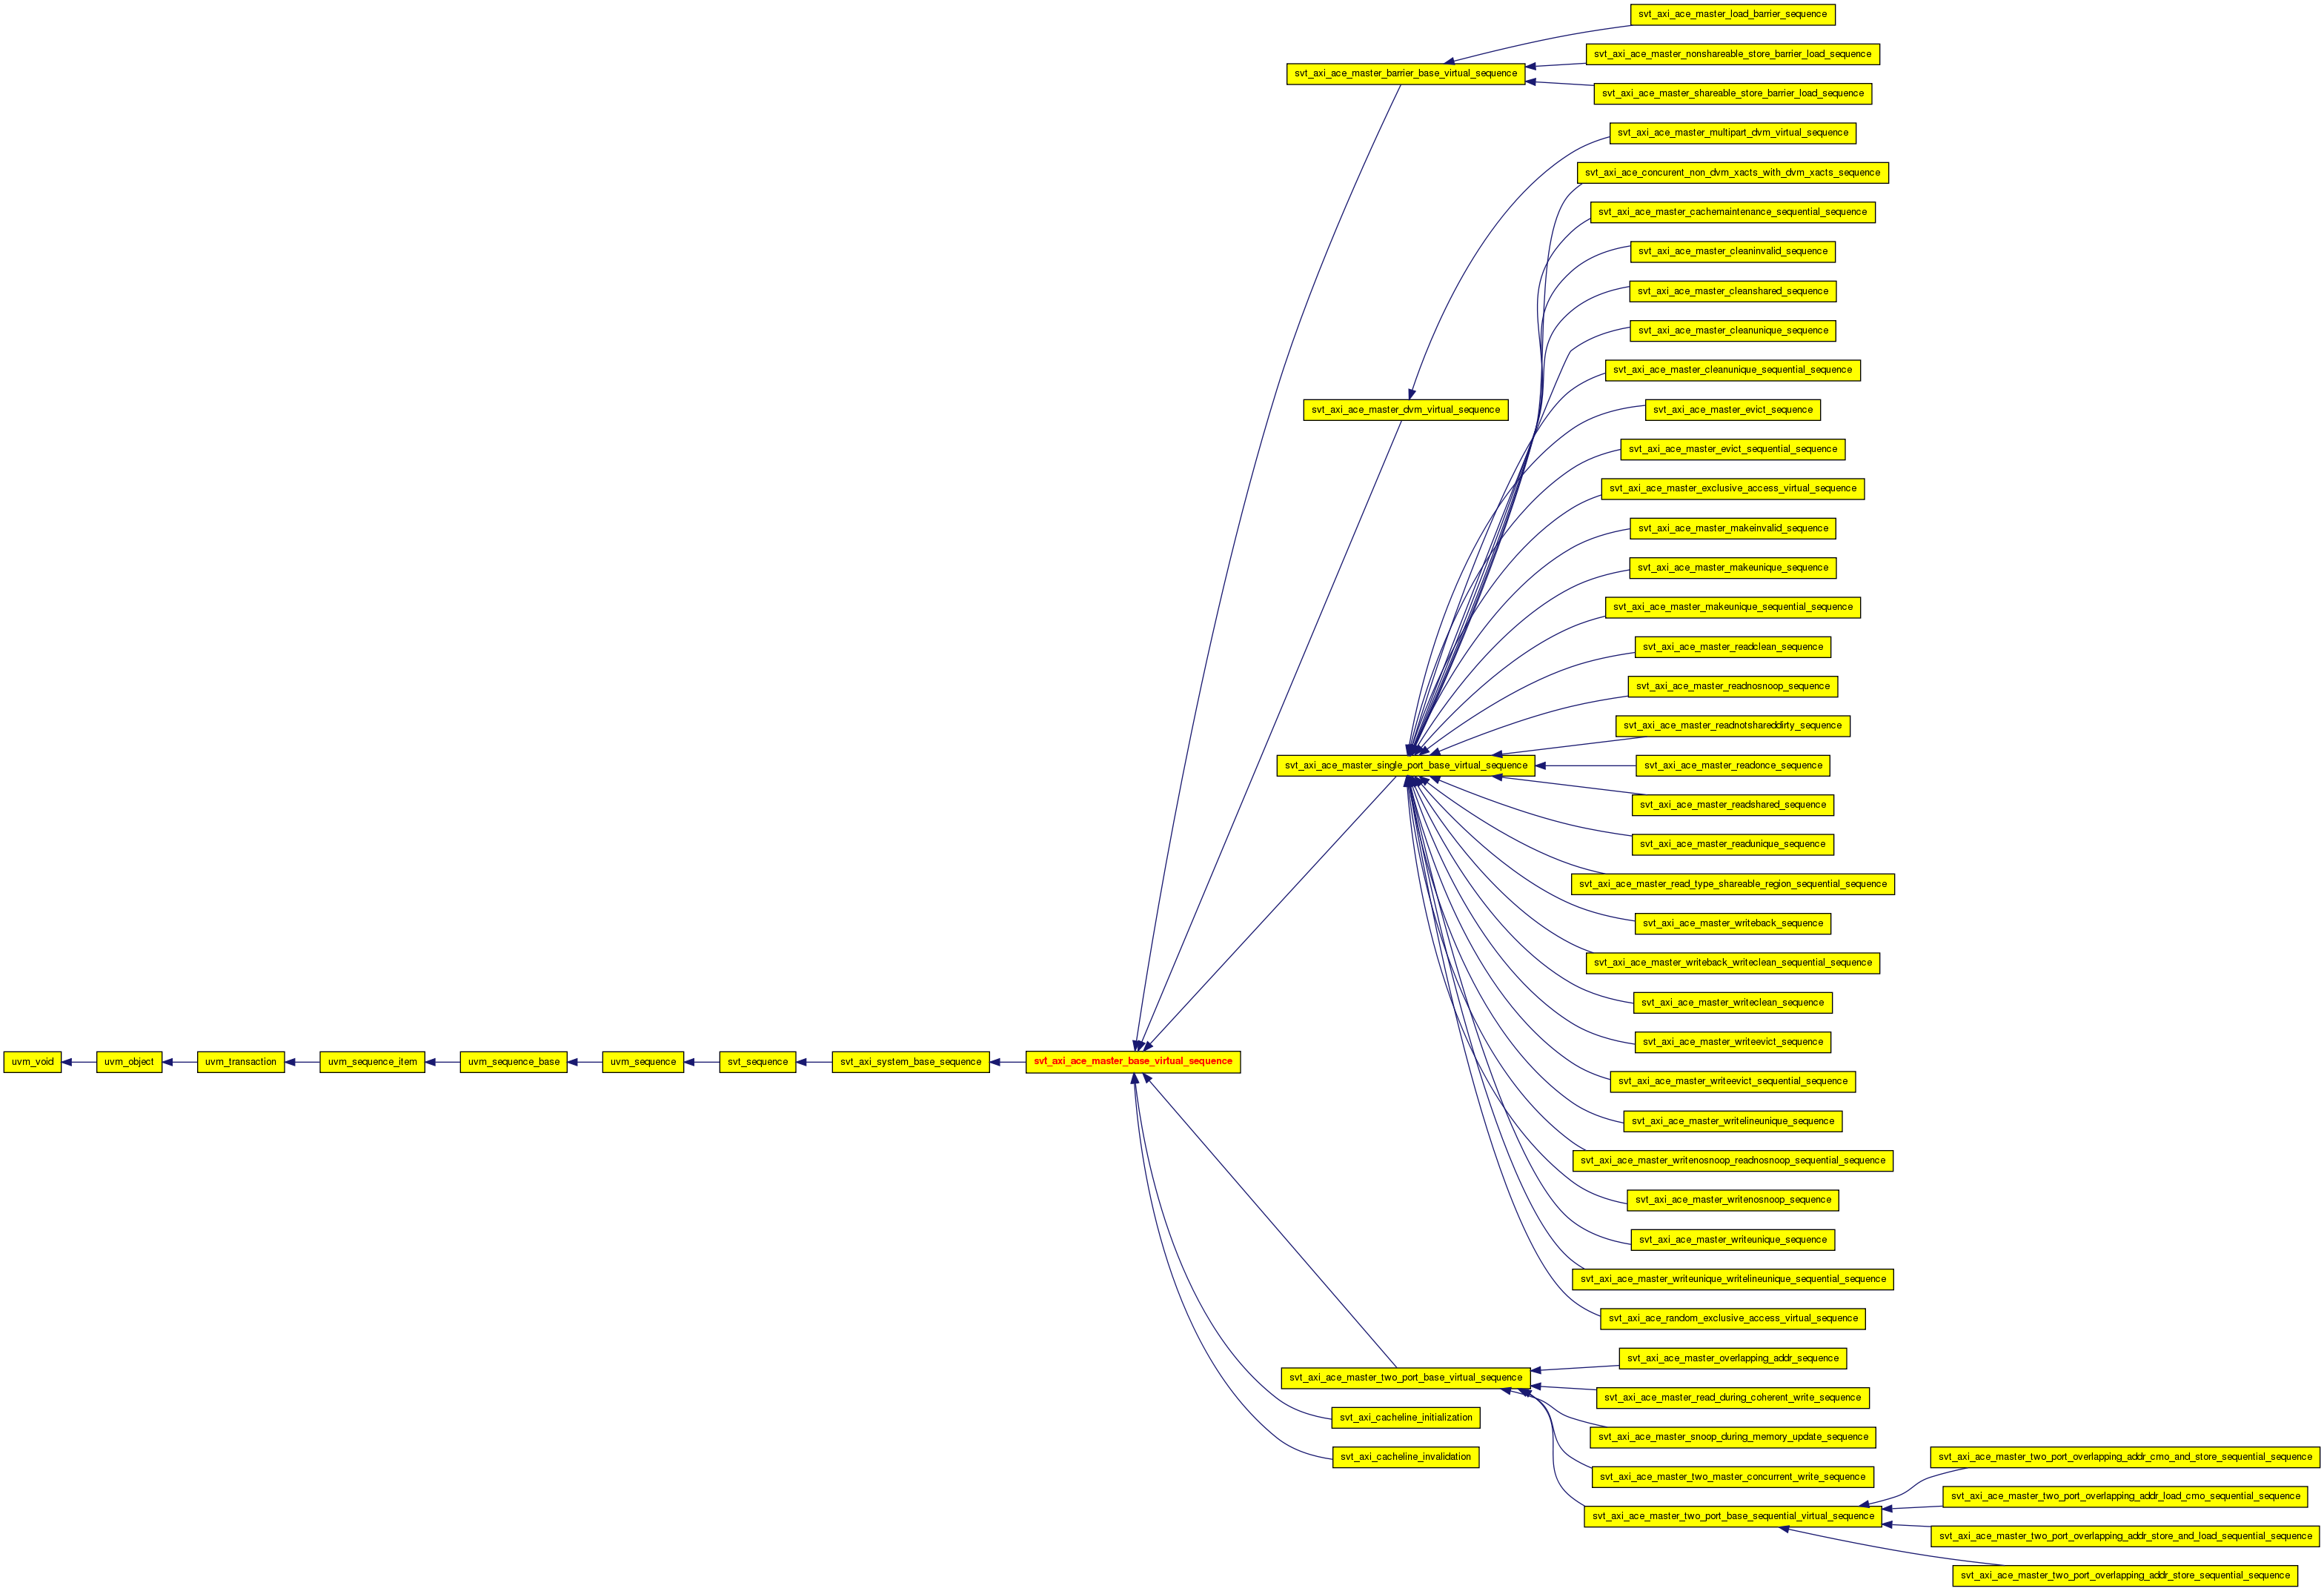 svt_axi_ace_master_load_barrier_sequence
svt_axi_ace_master_nonshareable_store_barrier_load_sequence
svt_axi_ace_master_barrier_base_virtual_sequence
svt_axi_ace_master_shareable_store_barrier_load_sequence
svt_axi_ace_master_multipart_dvm_virtual_sequence
svt_axi_ace_concurent_non_dvm_xacts_with_dvm_xacts_sequence
svt_axi_ace_master_cachemaintenance_sequential_sequence
svt_axi_ace_master_cleaninvalid_sequence
svt_axi_ace_master_cleanshared_sequence
svt_axi_ace_master_cleanunique_sequence
svt_axi_ace_master_cleanunique_sequential_sequence
svt_axi_ace_master_dvm_virtual_sequence
svt_axi_ace_master_evict_sequence
svt_axi_ace_master_evict_sequential_sequence
svt_axi_ace_master_exclusive_access_virtual_sequence
svt_axi_ace_master_makeinvalid_sequence
svt_axi_ace_master_makeunique_sequence
svt_axi_ace_master_makeunique_sequential_sequence
svt_axi_ace_master_readclean_sequence
svt_axi_ace_master_readnosnoop_sequence
svt_axi_ace_master_readnotshareddirty_sequence
svt_axi_ace_master_single_port_base_virtual_sequence
svt_axi_ace_master_readonce_sequence
svt_axi_ace_master_readshared_sequence
svt_axi_ace_master_readunique_sequence
svt_axi_ace_master_read_type_shareable_region_sequential_sequence
svt_axi_ace_master_writeback_sequence
svt_axi_ace_master_writeback_writeclean_sequential_sequence
svt_axi_ace_master_writeclean_sequence
svt_axi_ace_master_writeevict_sequence
uvm_void
uvm_object
uvm_transaction
uvm_sequence_item
uvm_sequence_base
uvm_sequence
svt_sequence
svt_axi_system_base_sequence
svt_axi_ace_master_base_virtual_sequence
svt_axi_ace_master_writeevict_sequential_sequence
svt_axi_ace_master_writelineunique_sequence
svt_axi_ace_master_writenosnoop_readnosnoop_sequential_sequence
svt_axi_ace_master_writenosnoop_sequence
svt_axi_ace_master_writeunique_sequence
svt_axi_ace_master_writeunique_writelineunique_sequential_sequence
svt_axi_ace_random_exclusive_access_virtual_sequence
svt_axi_ace_master_overlapping_addr_sequence
svt_axi_ace_master_two_port_base_virtual_sequence
svt_axi_ace_master_read_during_coherent_write_sequence
svt_axi_cacheline_initialization
svt_axi_ace_master_snoop_during_memory_update_sequence
svt_axi_cacheline_invalidation
svt_axi_ace_master_two_master_concurrent_write_sequence
svt_axi_ace_master_two_port_overlapping_addr_cmo_and_store_sequential_sequence
svt_axi_ace_master_two_port_overlapping_addr_load_cmo_sequential_sequence
svt_axi_ace_master_two_port_base_sequential_virtual_sequence
svt_axi_ace_master_two_port_overlapping_addr_store_and_load_sequential_sequence
svt_axi_ace_master_two_port_overlapping_addr_store_sequential_sequence